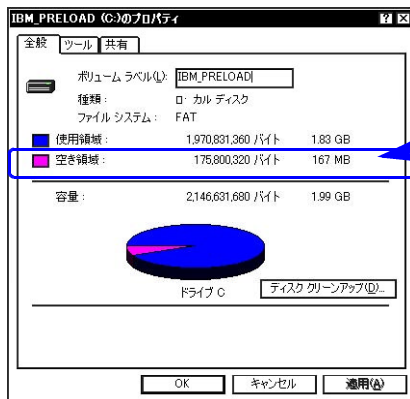 IBM_PRELOAD (C:)のプロパティ
全般 ツール 共有
ボリューム ラベル(L): IBM_PRELOAD
種類: ローカル ディスク
ファイル システム: FAT
使用領域: 1,970,831,360 バイト 1.83 GB
空き領域: 175,800,320 バイト 167 MB
容量: 2,146,631,680 バイト 1.99 GB
ドライブ C
ディスク クリーンアップ(D)...
OK キャンセル 適用(A)